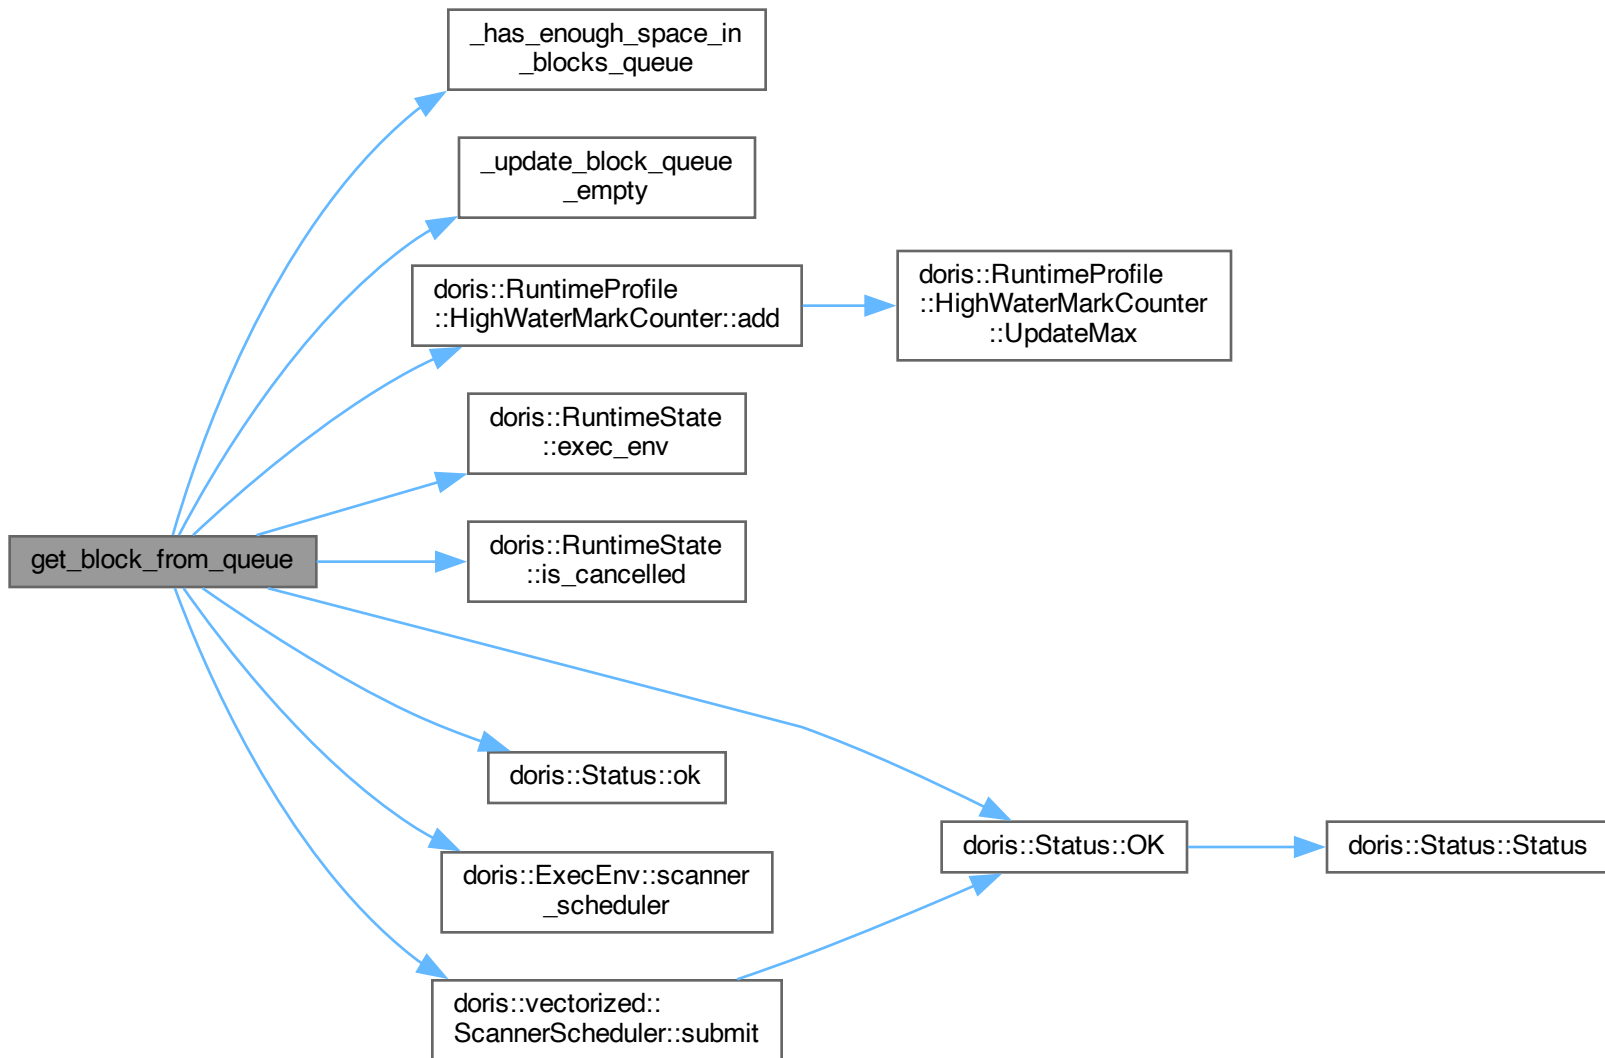 _has_enough_space_in
_blocks_queue
_update_block_queue
_empty
doris::RuntimeProfile
::HighWaterMarkCounter::add
doris::RuntimeProfile
::HighWaterMarkCounter
::UpdateMax
doris::RuntimeState
::exec_env
get_block_from_queue
doris::RuntimeState
::is_cancelled
doris::Status::ok
doris::Status::OK
doris::Status::Status
doris::ExecEnv::scanner
_scheduler
doris::vectorized::
ScannerScheduler::submit